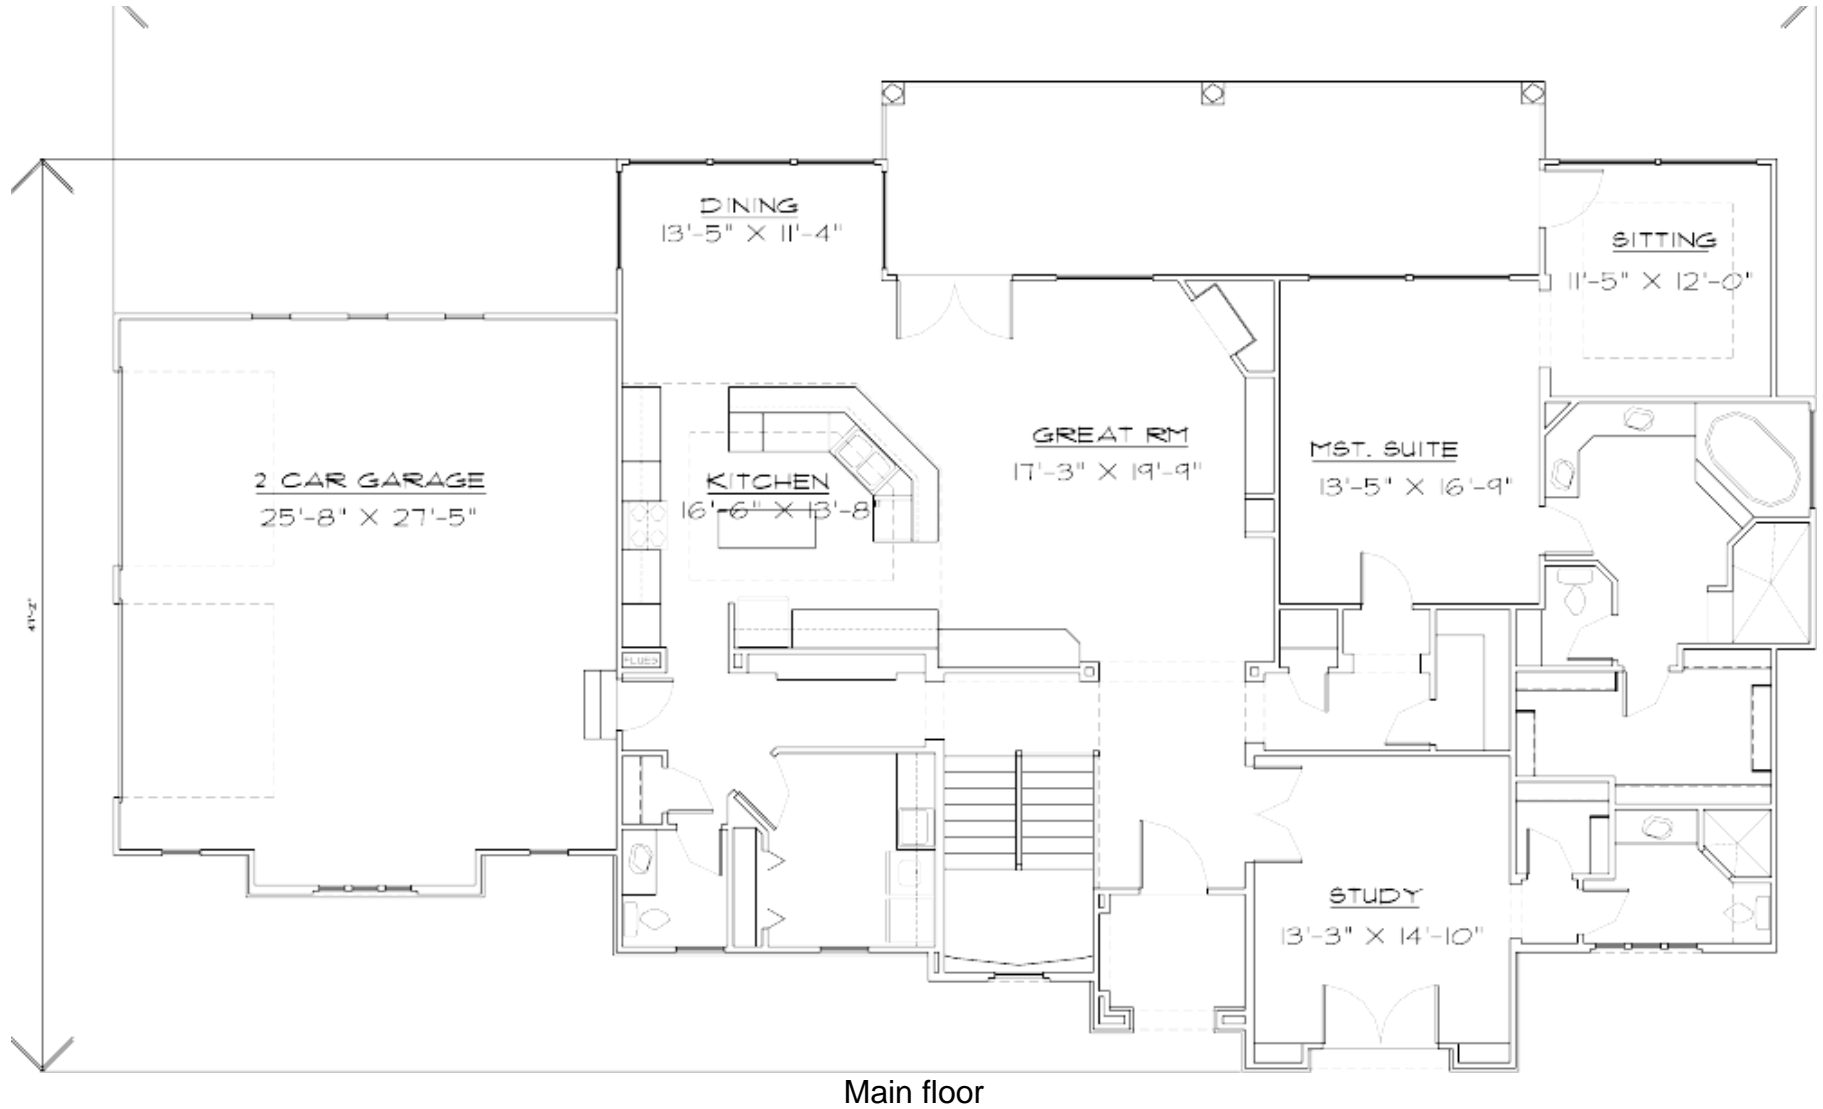 DINING
13'-5" X 11'-4"
SITTING
11'-5" X 12'-0"
GREAT RM
17'-3" X 19'-9"
MST. SUITE
13'-5" X 16'-9"
2 CAR GARAGE
25'-8" X 27'-5"
KITCHEN
16'-6" X 13'-8"
FLUES
STUDY
13'-3" X 14'-10"
Main floor